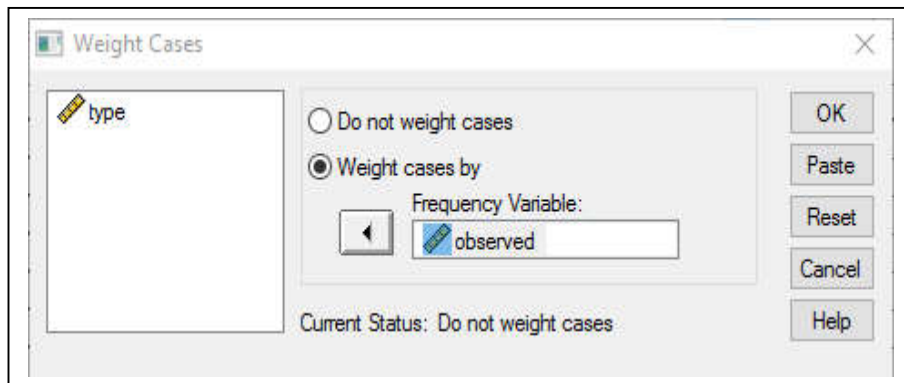 Weight Cases
type
Do not weight cases
Weight cases by
Frequency Variable:
observed
Current Status: Do not weight cases
OK
Paste
Reset
Cancel
Help